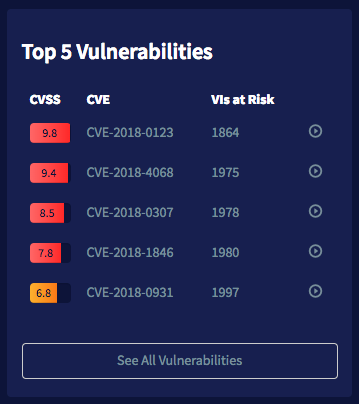 Top 5 Vulnerabilities
CVSS CVE VIs at Risk
9.8 CVE-2018-0123 1864
9.4 CVE-2018-4068 1975
8.5 CVE-2018-0307 1978
7.8 CVE-2018-1846 1980
6.8 CVE-2018-0931 1997
See All Vulnerabilities